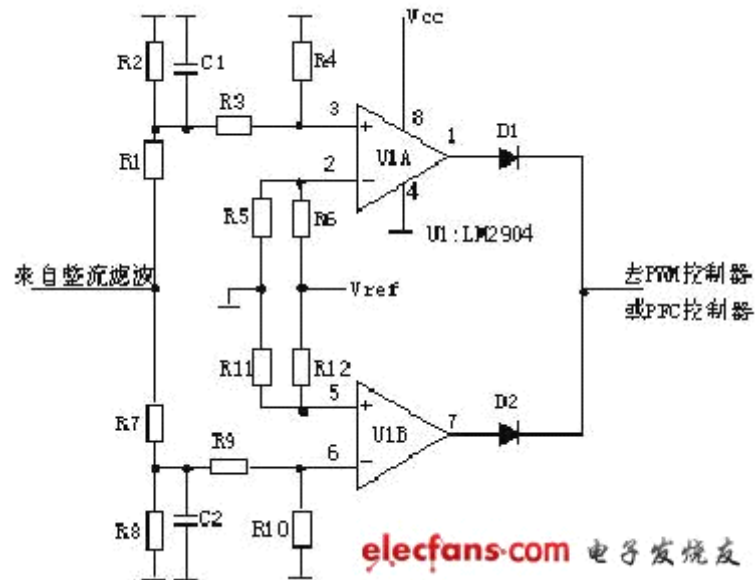 Vcc
R2
C1
R4
R3
3
8
1
D1
R1
U1A
2
4
R5
R6
U1:LM2904
来自整流滤波
Vref
去PWM控制器
或PFC控制器
R11
R12
5
D2
R7
7
U1B
R9
6
R8
C2
R10
elecfans·com 电子发烧友